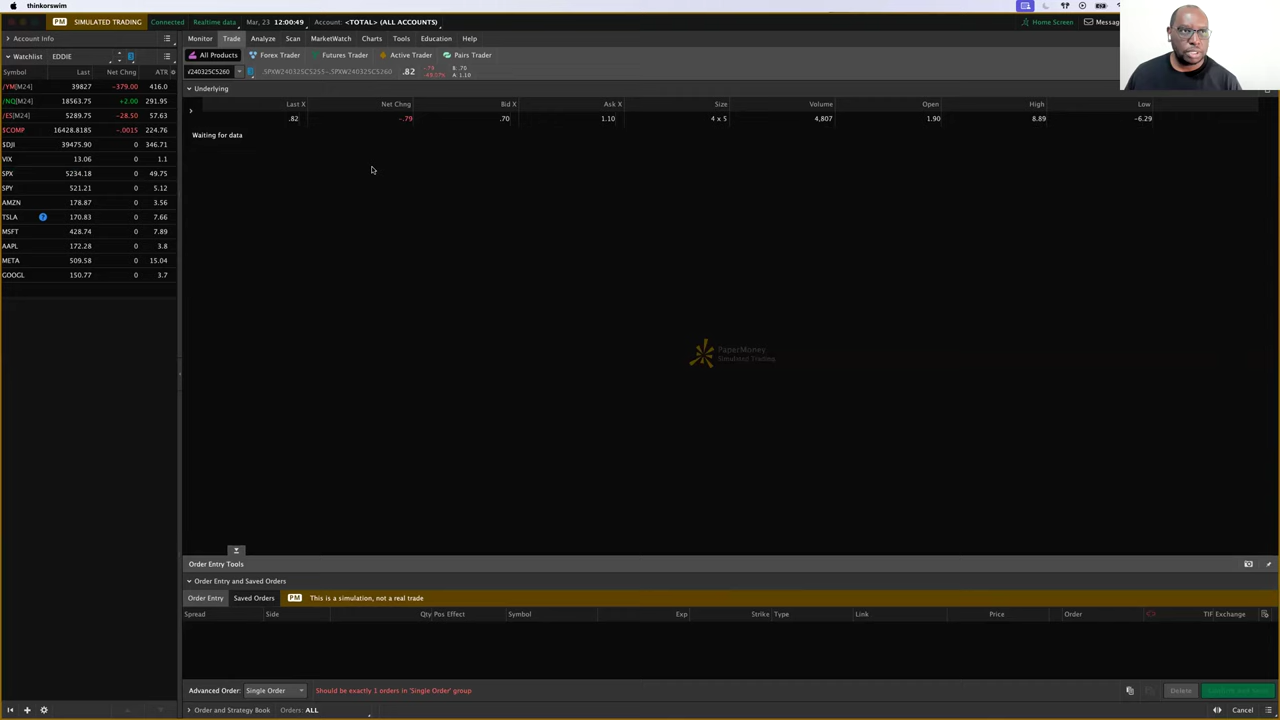 thinkorswim
PM SIMULATED TRADING Connected Realtime data Mar, 23 12:00:49 Account: <TOTAL> (ALL ACCOUNTS) Home Screen Messag
Account Info Monitor Trade Analyze Scan MarketWatch Charts Tools Education Help
Watchlist EDDIE All Products Forex Trader Futures Trader Active Trader Pairs Trader
Symbol Last Net Chng ATR
.82 -.79 B: .70 A: 1.10
Underlying
Last X Net Chng Bid X Ask X Size Volume Open High Low
.82 -.79 .70 1.10 4 x 5 4,807 1.90 8.89 -6.29
Waiting for data
/YM[M24] 39827 -379.00 416.0
/NQ[M24] 18563.75 +2.00 291.95
/ES[M24] 5289.75 -28.50 57.63
$COMP 16428.8185 -.0015 224.76
$DJI 39475.90 0 346.71
VIX 13.06 0 1.1
SPX 5234.18 0 49.75
SPY 521.21 0 5.12
AMZN 178.87 0 3.56
TSLA ? 170.83 0 7.66
MSFT 428.74 0 7.89
AAPL 172.28 0 3.8
META 509.58 0 15.04
GOOGL 150.77 0 3.7
PaperMoney
Simulated Trading
Order Entry Tools
Order Entry and Saved Orders
Order Entry Saved Orders PM This is a simulation, not a real trade
Spread Side Qty Pos Effect Symbol Exp Strike Type Link Price Order TIF Exchange
Advanced Order: Single Order Should be exactly 1 orders in 'Single Order' group Delete
Order and Strategy Book Orders: ALL Cancel